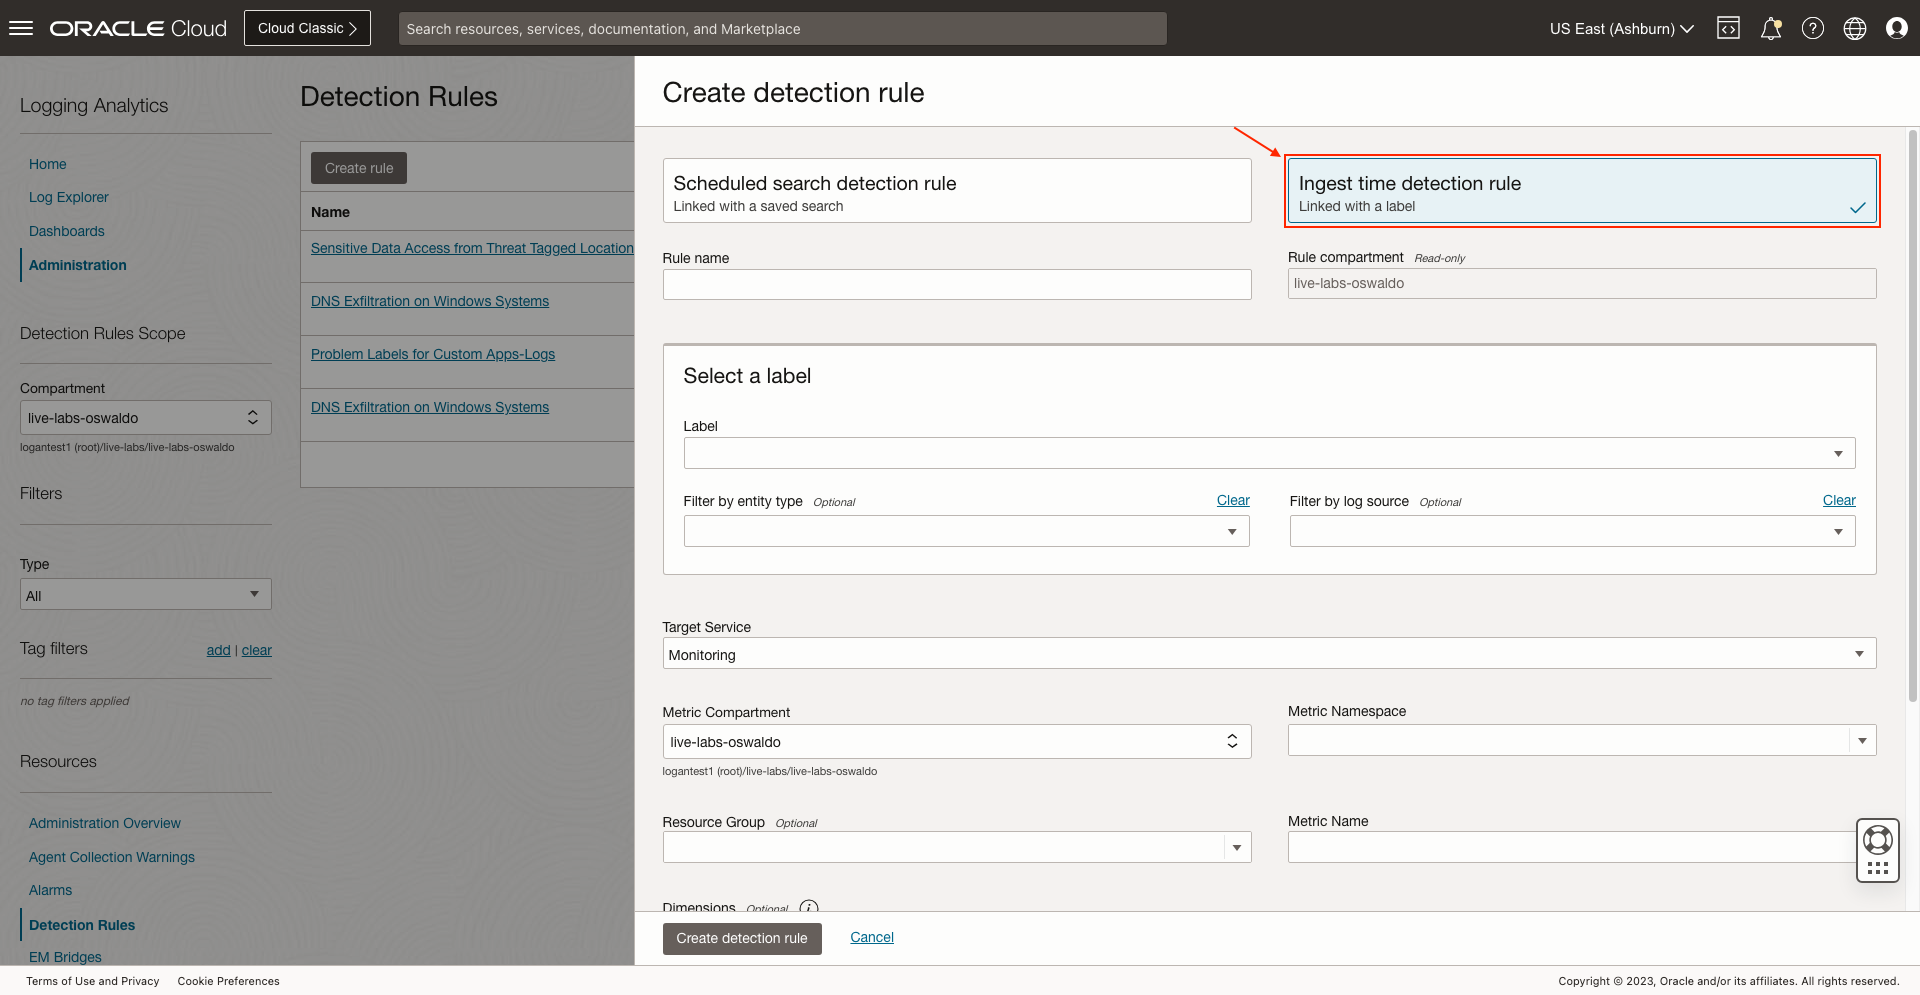 ORACLE Cloud
Cloud Classic
Search resources, services, documentation, and Marketplace
US East (Ashburn)
Logging Analytics
Home
Log Explorer
Dashboards
Administration
Detection Rules Scope
Compartment
live-labs-oswaldo
logantest1 (root)/live-labs/live-labs-oswaldo
Filters
Type
All
Tag filters
add | clear
no tag filters applied
Resources
Administration Overview
Agent Collection Warnings
Alarms
Detection Rules
EM Bridges
Detection Rules
Create rule
Name
Sensitive Data Access from Threat Tagged Location
DNS Exfiltration on Windows Systems
Problem Labels for Custom Apps-Logs
DNS Exfiltration on Windows Systems
Create detection rule
Scheduled search detection rule
Linked with a saved search
Ingest time detection rule
Linked with a label
Rule name
Rule compartment Read-only
live-labs-oswaldo
Select a label
Label
Filter by entity type Optional
Clear
Filter by log source Optional
Clear
Target Service
Monitoring
Metric Compartment
live-labs-oswaldo
logantest1 (root)/live-labs/live-labs-oswaldo
Metric Namespace
Resource Group Optional
Metric Name
Dimensions Optional
Create detection rule
Cancel
Terms of Use and Privacy
Cookie Preferences
Copyright © 2023, Oracle and/or its affiliates. All rights reserved.